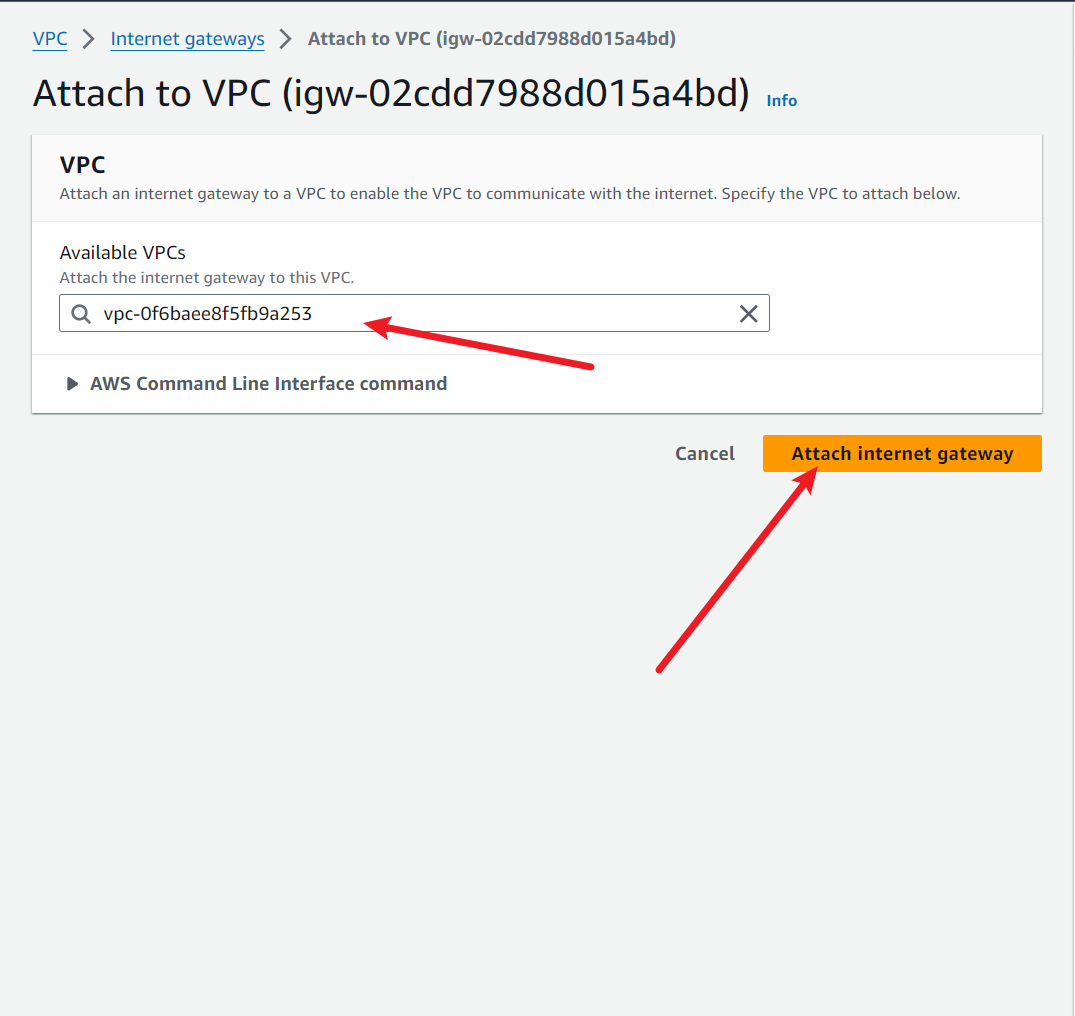 VPC > Internet gateways > Attach to VPC (igw-02cdd7988d015a4bd)
Attach to VPC (igw-02cdd7988d015a4bd) Info
VPC
Attach an internet gateway to a VPC to enable the VPC to communicate with the internet. Specify the VPC to attach below.
Available VPCs
Attach the internet gateway to this VPC.
vpc-0f6baee8f5fb9a253
AWS Command Line Interface command
Cancel Attach internet gateway